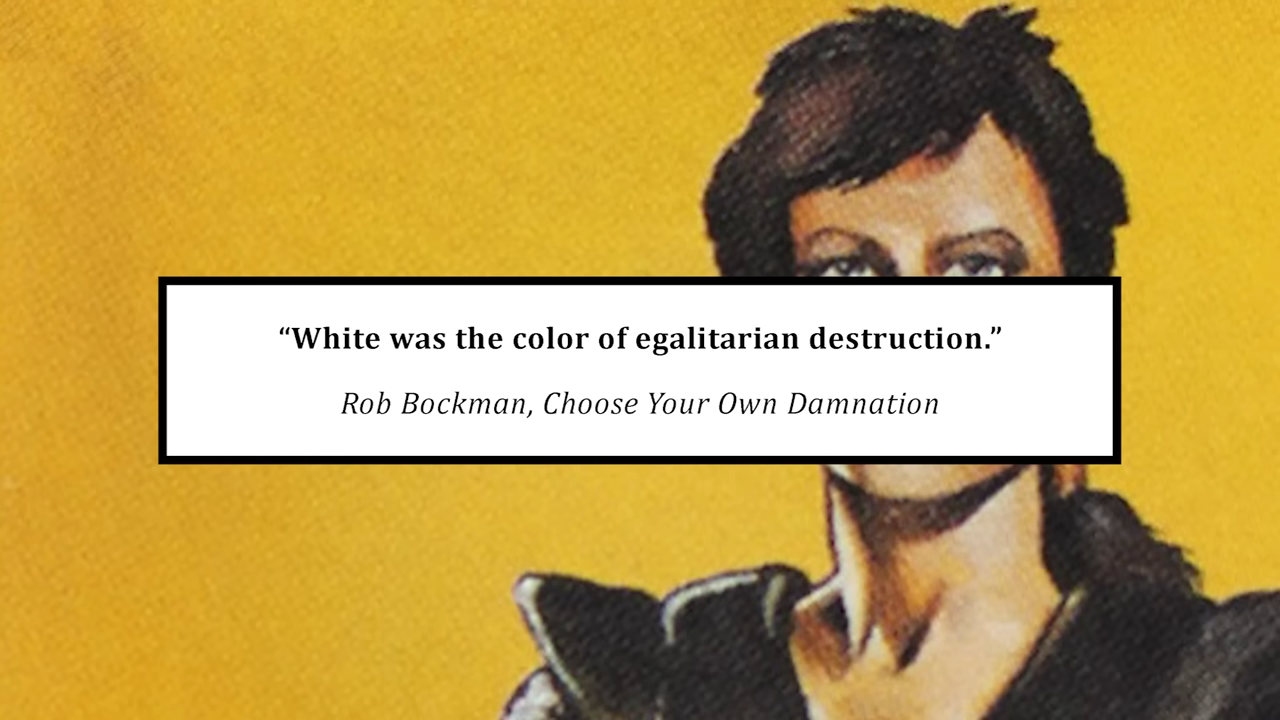 “White was the color of egalitarian destruction.”
Rob Bockman, Choose Your Own Damnation